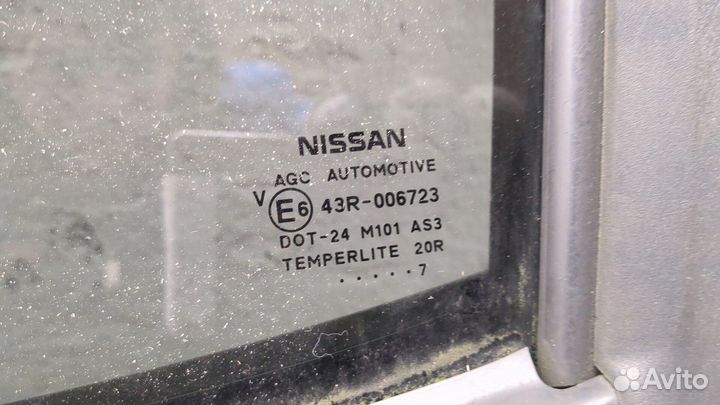 NISSAN
AGC AUTOMOTIVE
V E6 43R-006723
DOT-24 M101 AS3
TEMPERLITE 20R
.....7
Avito